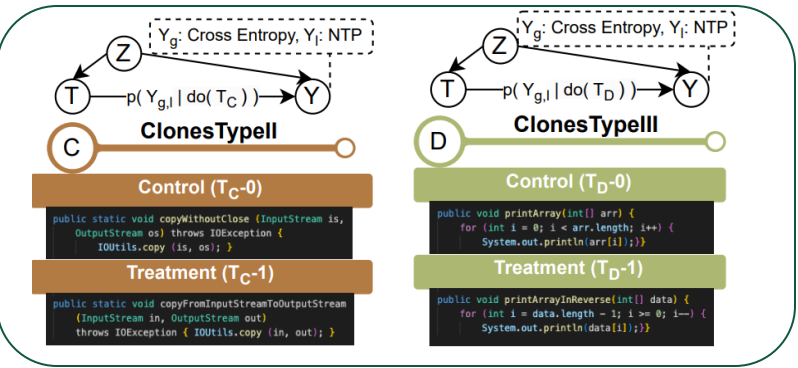 Yg: Cross Entropy, Yl: NTP
Z
T
p( Yg,l | do( TC ) )
Y
C
ClonesTypeII
Control (TC-0)
public static void copyWithoutClose (InputStream is,
OutputStream os) throws IOException {
IOUtils.copy (is, os); }
Treatment (TC-1)
public static void copyFromInputStreamToOutputStream
(InputStream in, OutputStream out)
throws IOException { IOUtils.copy (in, out); }
Yg: Cross Entropy, Yl: NTP
Z
T
p( Yg,l | do( TD ) )
Y
D
ClonesTypeIII
Control (TD-0)
public void printArray(int[] arr) {
for (int i = 0; i < arr.length; i++) {
System.out.println(arr[i]);}}
Treatment (TD-1)
public void printArrayInReverse(int[] data) {
for (int i = data.length - 1; i >= 0; i--) {
System.out.println(data[i]);}}